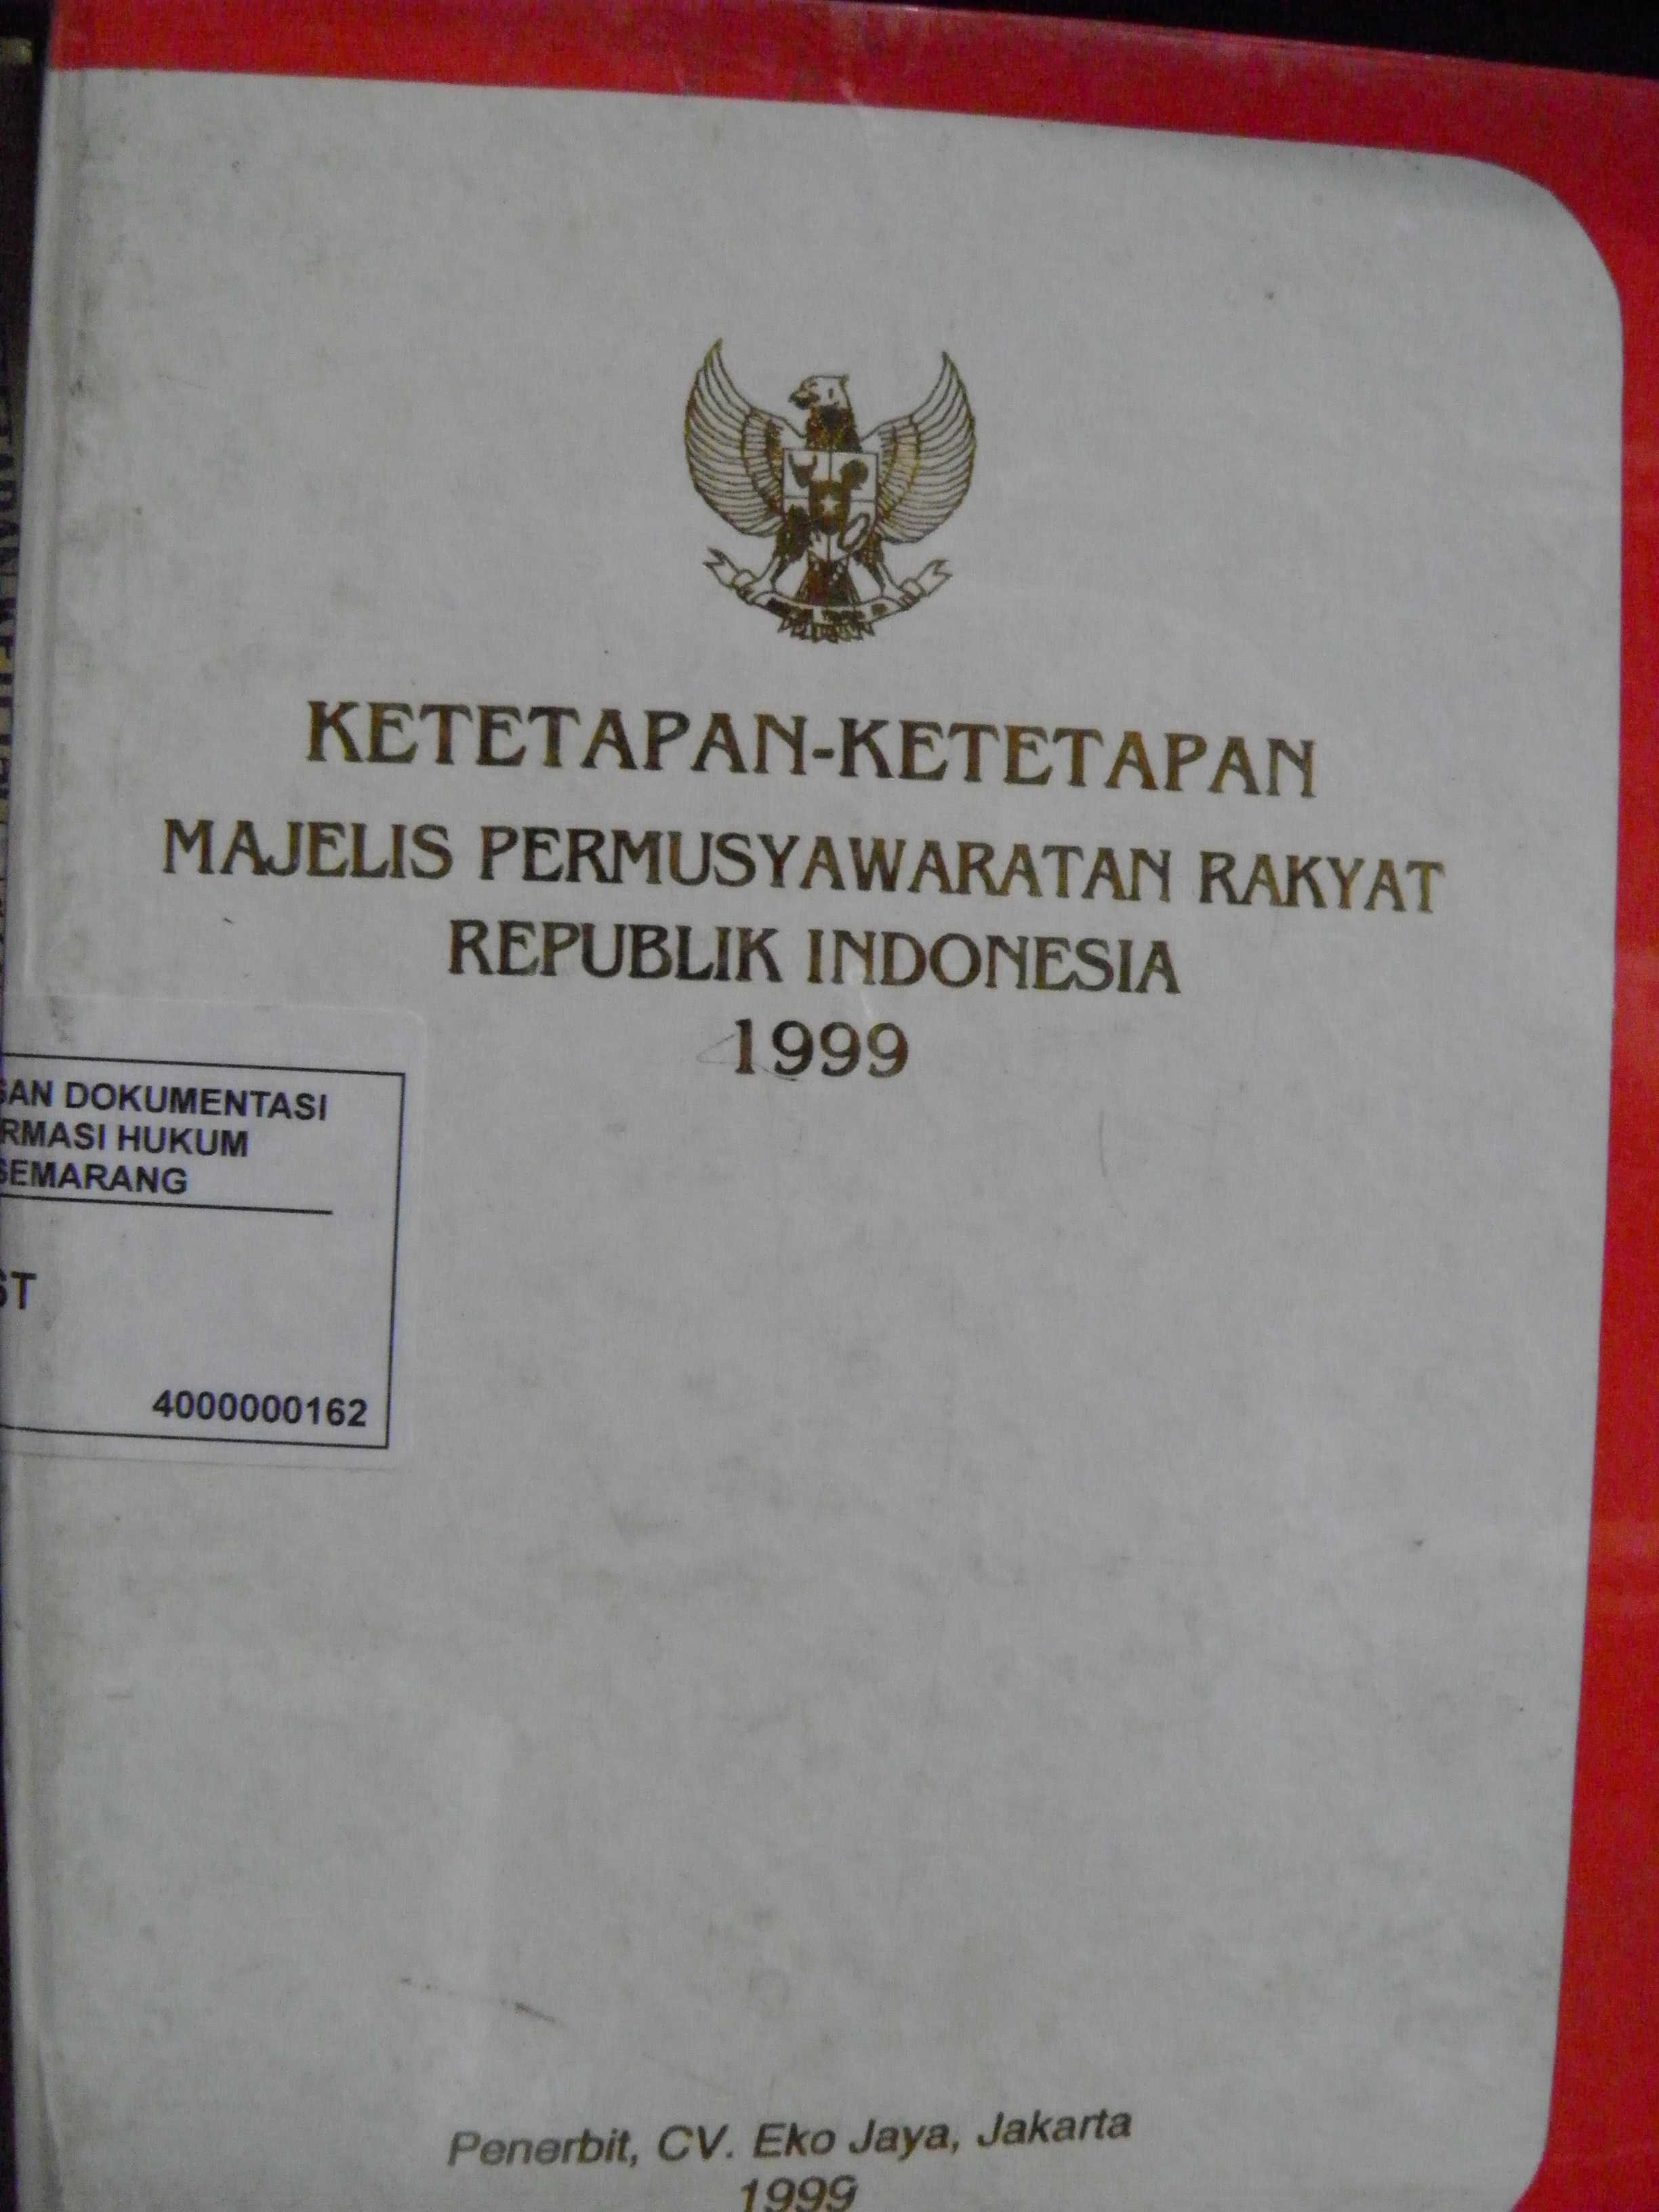 KETETAPAN-KETETAPAN
MAJELIS PERMUSYAWARATAN RAKYAT
REPUBLIK INDONESIA
1999
GAN DOKUMENTASI
RMASI HUKUM
SEMARANG
ST
4000000162
Penerbit, CV. Eko Jaya, Jakarta
1999